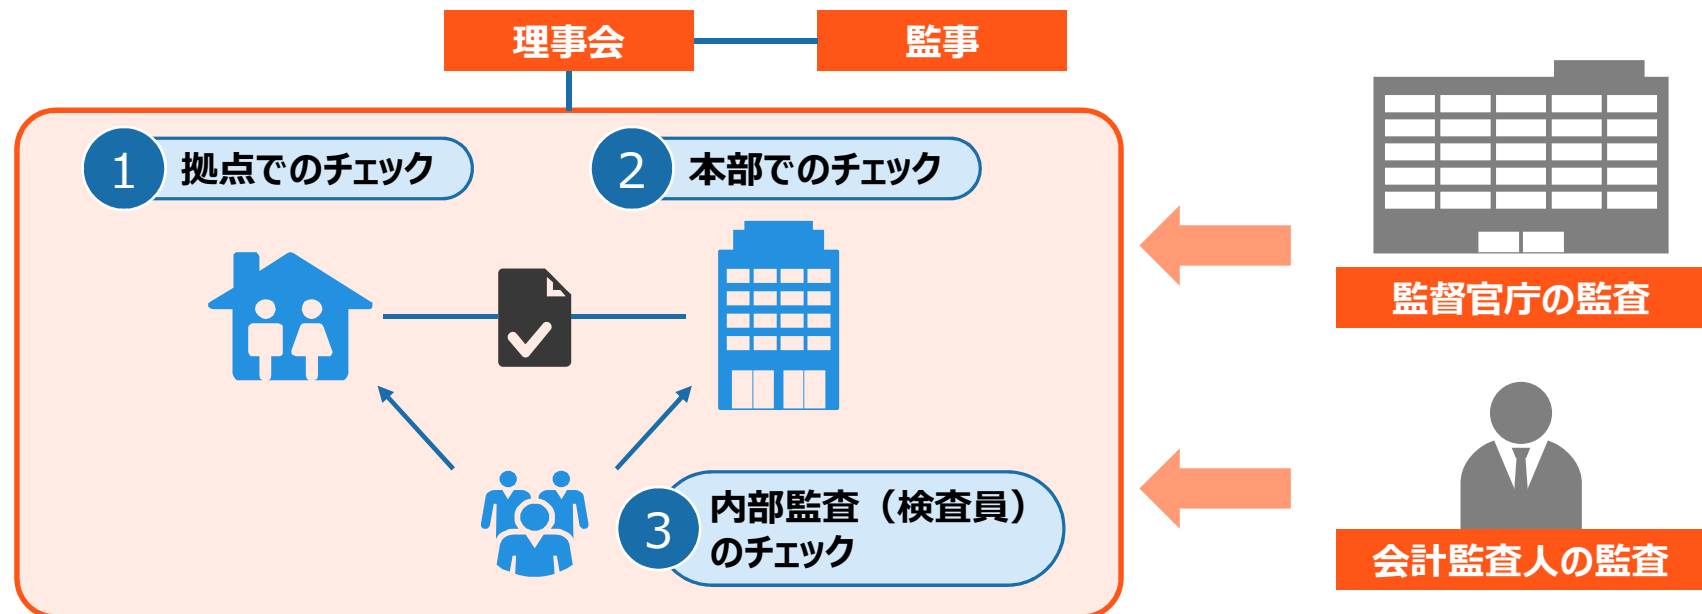 理事会
監事
1 拠点でのチェック
2 本部でのチェック
監督官庁の監査
3 内部監査（検査員）
のチェック
会計監査人の監査